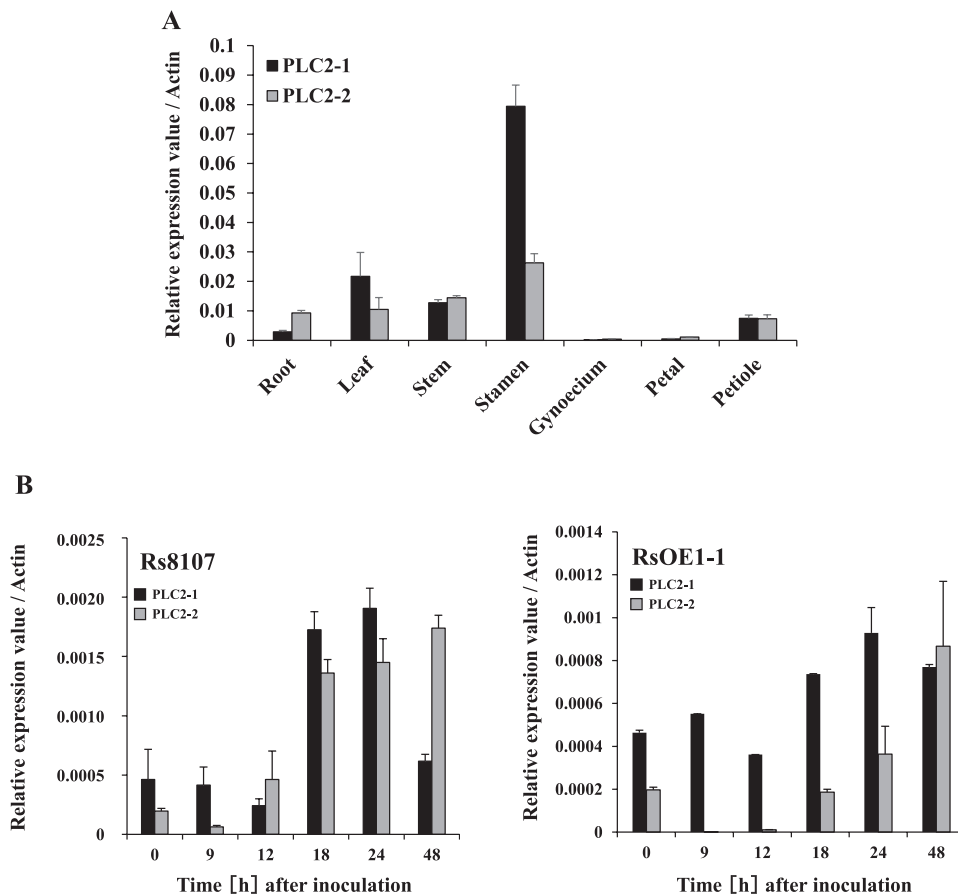 A
Relative expression value / Actin
0.1
0.09
0.08
0.07
0.06
0.05
0.04
0.03
0.02
0.01
0
PLC2-1
PLC2-2
Root
Leaf
Stem
Stamen
Gynoecium
Petal
Petiole
B
Relative expression value / Actin
0.0025
0.0020
0.0015
0.0010
0.0005
0
Rs8107
PLC2-1
PLC2-2
0 9 12 18 24 48
Time [h] after inoculation
Relative expression value / Actin
0.0014
0.0012
0.001
0.0008
0.0006
0.0004
0.0002
0
RsOE1-1
PLC2-1
PLC2-2
0 9 12 18 24 48
Time [h] after inoculation